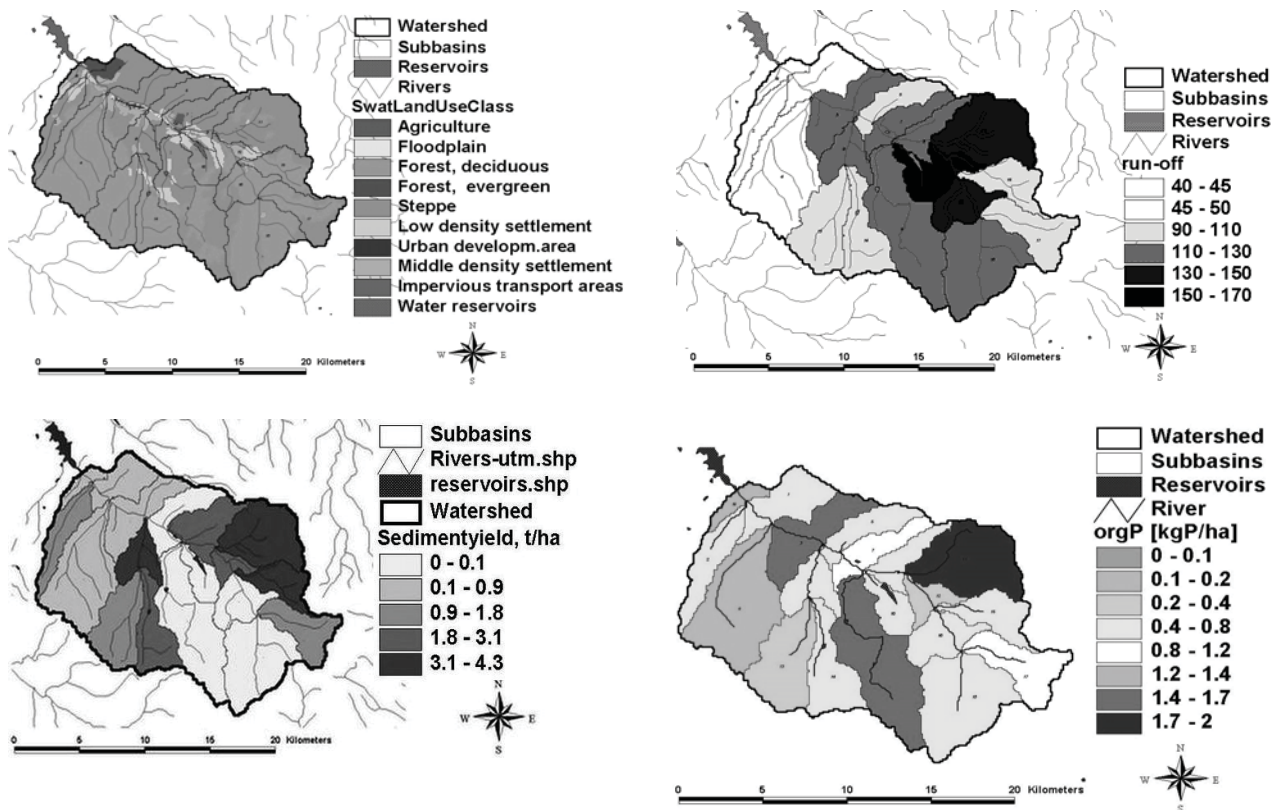 Watershed
Subbasins
Reservoirs
Rivers
SwatLandUseClass
Agriculture
Floodplain
Forest, deciduous
Forest, evergreen
Steppe
Low density settlement
Urban developm.area
Middle density settlement
Impervious transport areas
Water reservoirs
N
W E
S
0 5 10 15 20 Kilometers
Watershed
Subbasins
Reservoirs
Rivers
run-off
40 - 45
45 - 50
90 - 110
110 - 130
130 - 150
150 - 170
N
W E
S
0 5 10 15 20 Kilometers
Subbasins
Rivers-utm.shp
reservoirs.shp
Watershed
Sedimentyield, t/ha
0 - 0.1
0.1 - 0.9
0.9 - 1.8
1.8 - 3.1
3.1 - 4.3
N
W E
S
0 5 10 15 20 Kilometers
Watershed
Subbasins
Reservoirs
River
orgP [kgP/ha]
0 - 0.1
0.1 - 0.2
0.2 - 0.4
0.4 - 0.8
0.8 - 1.2
1.2 - 1.4
1.4 - 1.7
1.7 - 2
N
W E
S
0 5 10 15 20 Kilometers